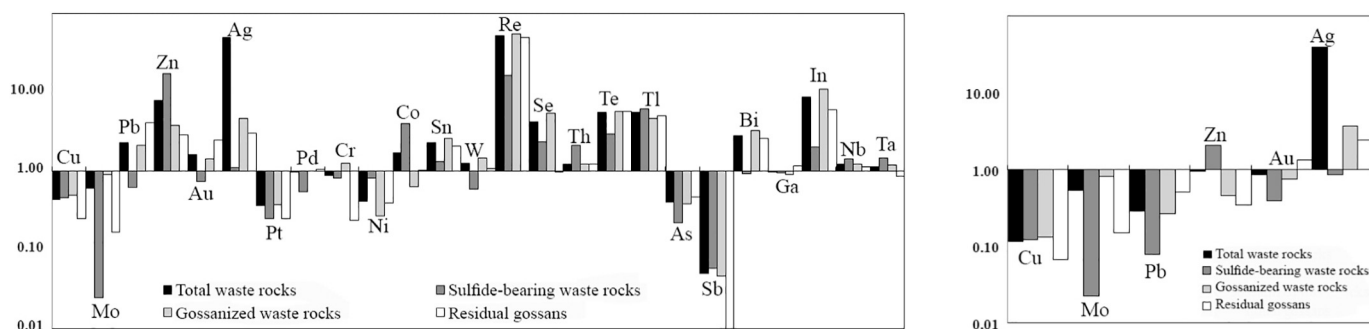 10.00
1.00
0.10
0.01
Cu
Mo
Pb
Zn
Au
Ag
Pt
Pd
Cr
Ni
Co
Sn
W
Re
Se
Th
Te
Tl
As
Sb
Bi
Ga
In
Nb
Ta
Total waste rocks
Sulfide-bearing waste rocks
Gossanized waste rocks
Residual gossans
10.00
1.00
0.10
0.01
Cu
Mo
Pb
Zn
Au
Ag
Total waste rocks
Sulfide-bearing waste rocks
Gossanized waste rocks
Residual gossans